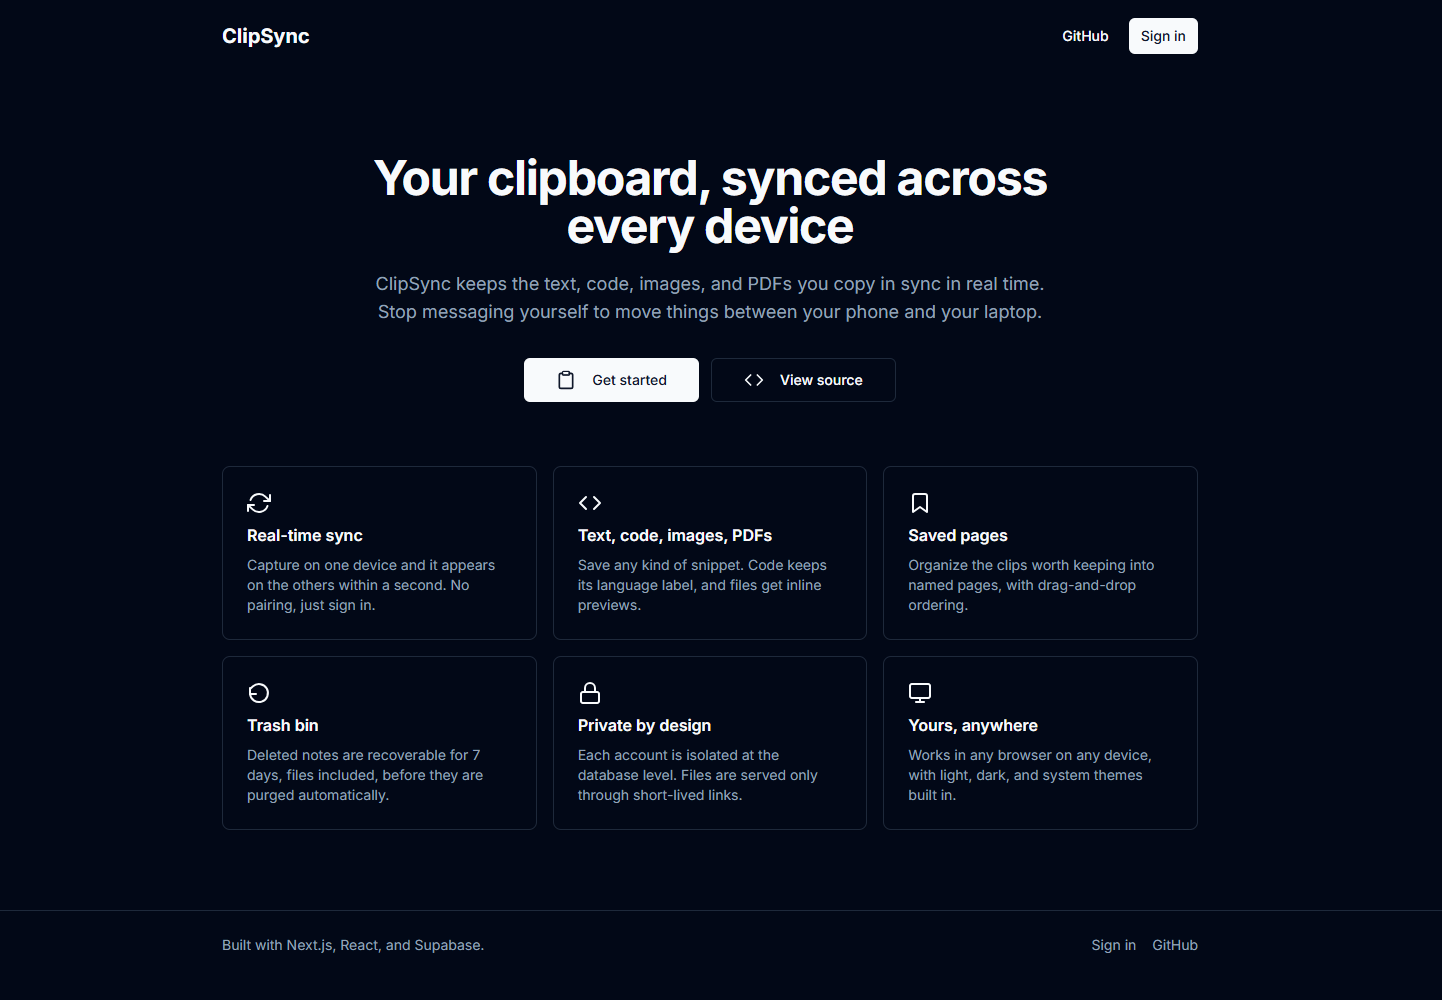 ClipSync
GitHub
Sign in
Your clipboard, synced across
every device
ClipSync keeps the text, code, images, and PDFs you copy in sync in real time.
Stop messaging yourself to move things between your phone and your laptop.
Get started
View source
Real-time sync
Capture on one device and it appears
on the others within a second. No
pairing, just sign in.
Text, code, images, PDFs
Save any kind of snippet. Code keeps
its language label, and files get inline
previews.
Saved pages
Organize the clips worth keeping into
named pages, with drag-and-drop
ordering.
Trash bin
Deleted notes are recoverable for 7
days, files included, before they are
purged automatically.
Private by design
Each account is isolated at the
database level. Files are served only
through short-lived links.
Yours, anywhere
Works in any browser on any device,
with light, dark, and system themes
built in.
Built with Next.js, React, and Supabase.
Sign in
GitHub